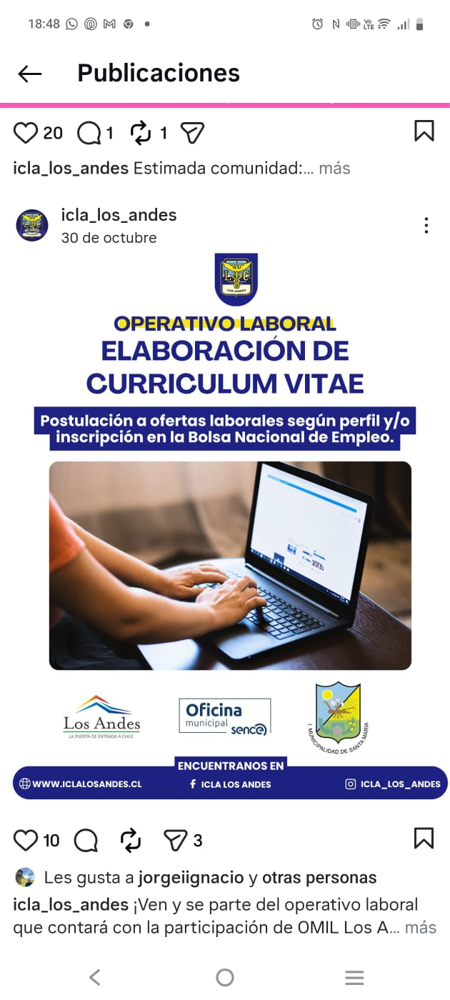 18:48
Vo
LTE
Publicaciones
20 1 1
icla_los_andes Estimada comunidad:... más
icla_los_andes
30 de octubre
L C
LOS ANDES
OPERATIVO LABORAL
ELABORACIÓN DE
CURRICULUM VITAE
Postulación a ofertas laborales según perfil y/o
inscripción en la Bolsa Nacional de Empleo.
Los Andes
LA PUERTA DE ENTRADA A CHILE
Oficina
municipal
sence
I. MUNICIPALIDAD DE SANTA MARIA
ENCUENTRANOS EN
WWW.ICLALOSANDES.CL ICLA LOS ANDES ICLA_LOS_ANDES
10 3
Les gusta a jorgeiignacio y otras personas
icla_los_andes ¡Ven y se parte del operativo laboral
que contará con la participación de OMIL Los A... más